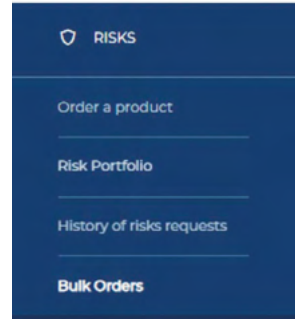 RISKS
Order a product
Risk Portfolio
History of risks requests
Bulk Orders